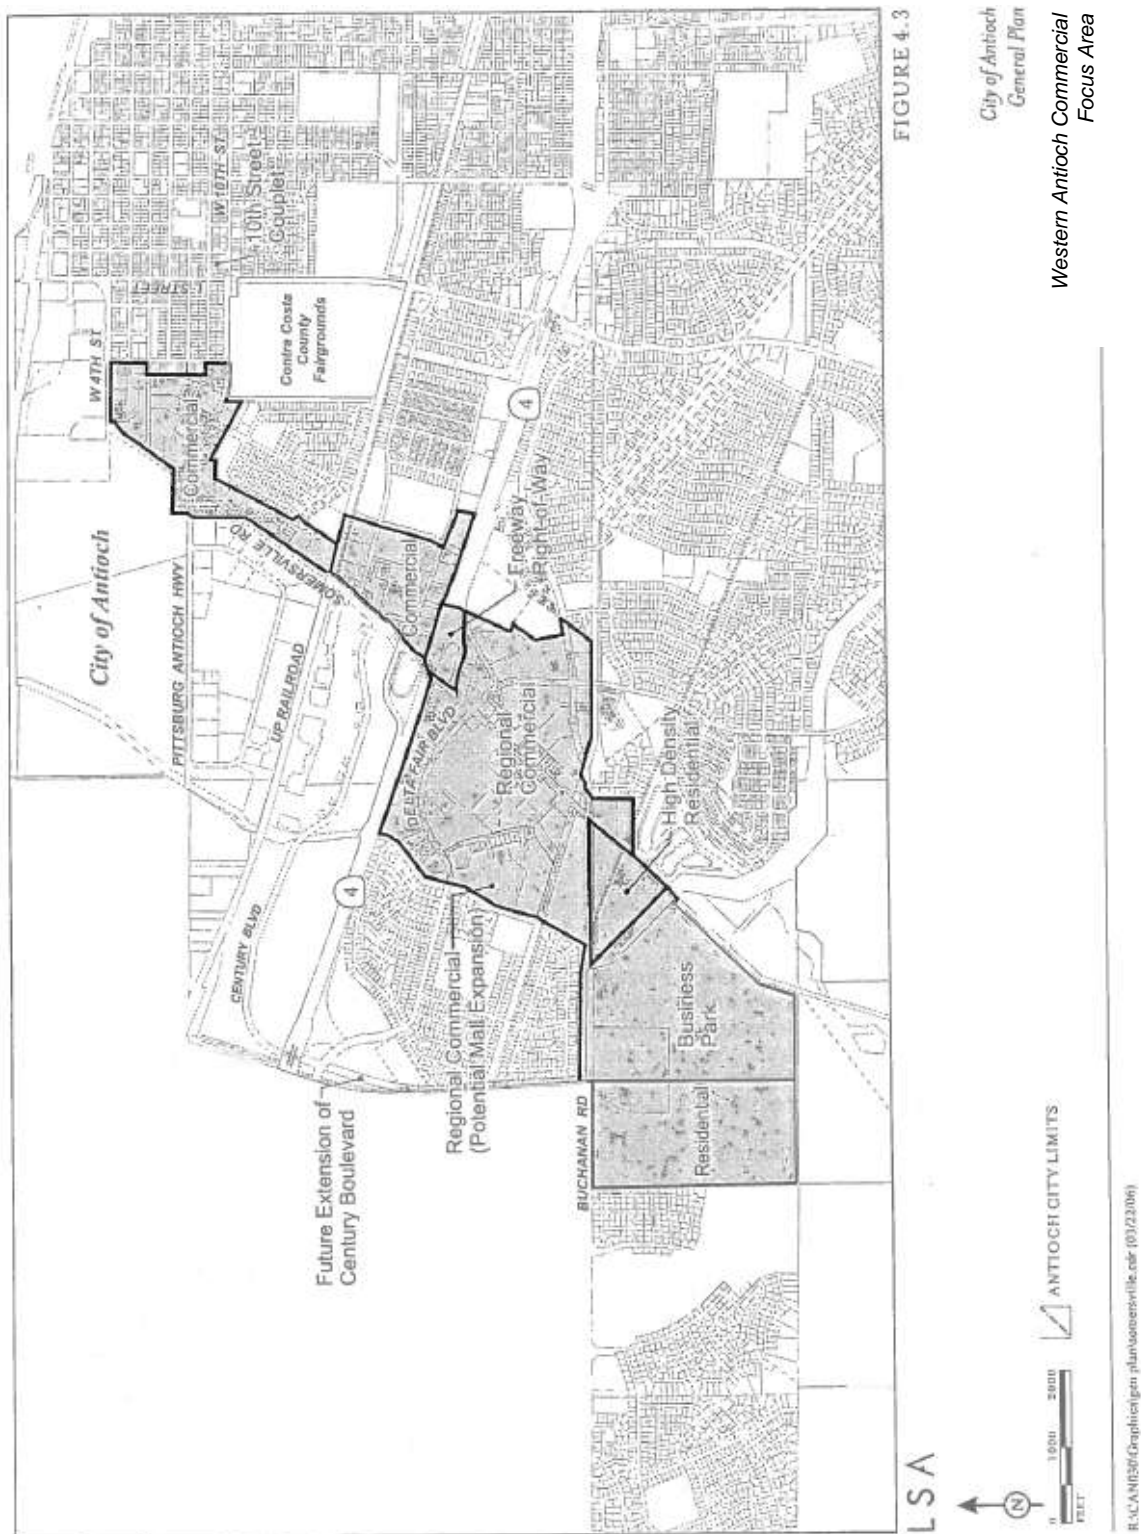 City of Antioch
W 4TH ST
L STREET
W 10TH ST
10th Street
Couplet
Contra Costa
County
Fairgrounds
Commercial
PITTSBURG ANTIOCH HWY
SOMERSVILLE RD
UP RAILROAD
Commercial
4
Freeway
Right-of-Way
CENTURY BLVD
4
DELTA FAIR BLVD
Regional
Commercial
High Density
Residential
Future Extension of
Century Boulevard
Regional Commercial
(Potential Mall Expansion)
BUCHANAN RD
Business
Park
Residential
LSA
FIGURE 4.3
N
0 1000 2000
FEET
ANTIOCH CITY LIMITS
City of Antioch
General Plan
Western Antioch Commercial
Focus Area